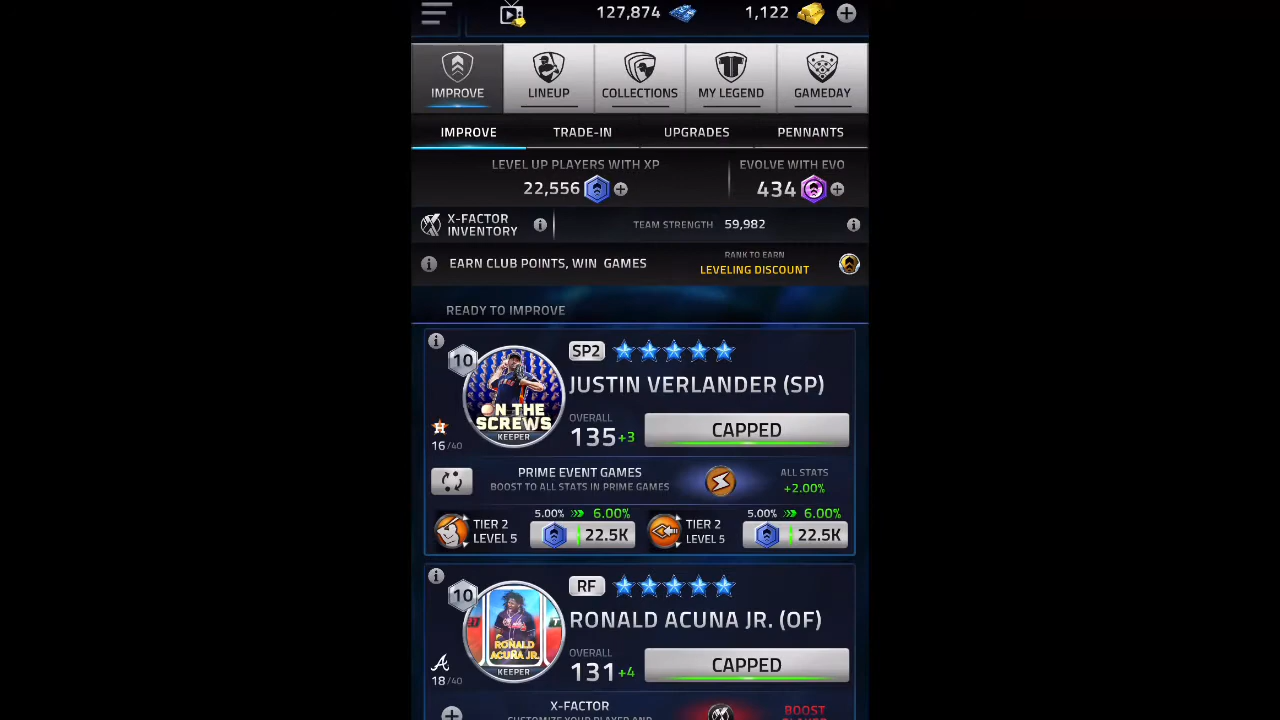 127,874
1,122
IMPROVE
LINEUP
COLLECTIONS
MY LEGEND
GAMEDAY
IMPROVE
TRADE-IN
UPGRADES
PENNANTS
LEVEL UP PLAYERS WITH XP
22,556
EVOLVE WITH EVO
434
X-FACTOR
INVENTORY
TEAM STRENGTH 59,982
EARN CLUB POINTS, WIN GAMES
RANK TO EARN
LEVELING DISCOUNT
READY TO IMPROVE
10
ON THE
SCREWS
KEEPER
16/40
SP2
JUSTIN VERLANDER (SP)
OVERALL
135+3
CAPPED
PRIME EVENT GAMES
BOOST TO ALL STATS IN PRIME GAMES
ALL STATS
+2.00%
TIER 2
LEVEL 5
5.00% 6.00%
22.5K
TIER 2
LEVEL 5
5.00% 6.00%
22.5K
10
RONALD
ACUNA JR.
KEEPER
18/40
RF
RONALD ACUNA JR. (OF)
OVERALL
131+4
CAPPED
X-FACTOR
CUSTOMIZE YOUR PLAYER AND
BOOST
PLAYER